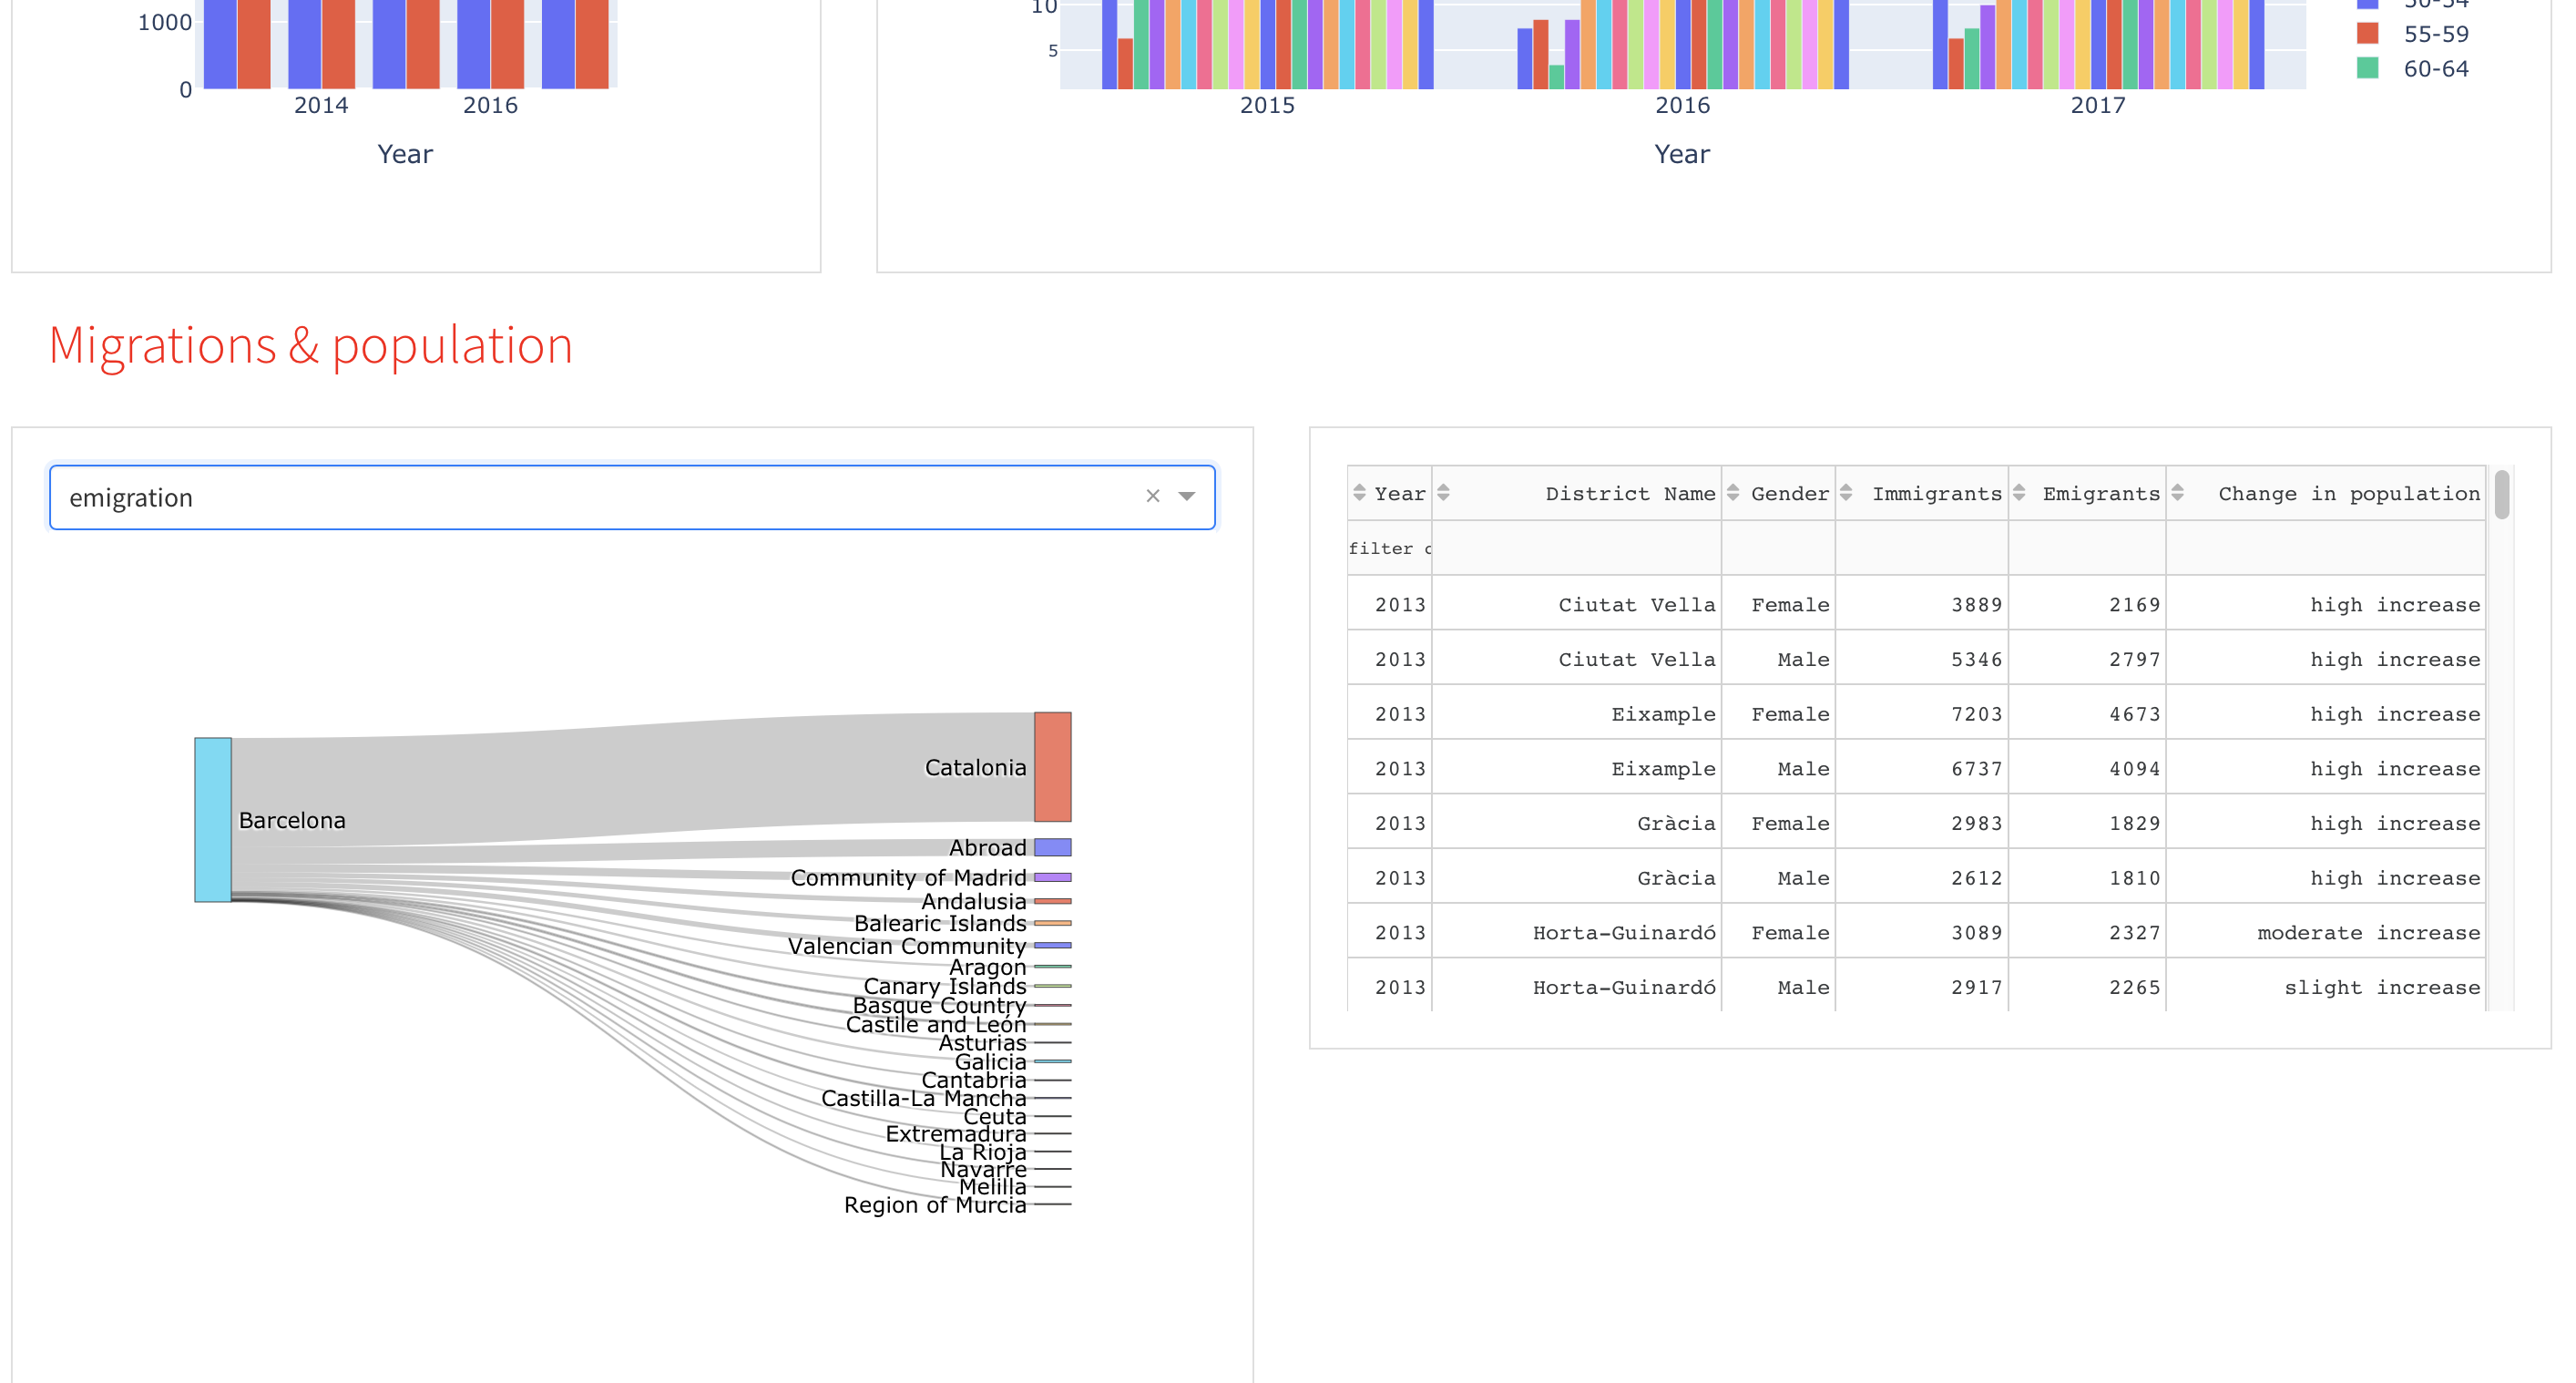 1000
0
2014 2016
Year
10
5
2015 2016 2017
Year
50-54
55-59
60-64
Migrations & population
emigration
Barcelona
Catalonia
Abroad
Community of Madrid
Andalusia
Balearic Islands
Valencian Community
Aragon
Canary Islands
Basque Country
Castile and León
Asturias
Galicia
Cantabria
Castilla-La Mancha
Ceuta
Extremadura
La Rioja
Navarre
Melilla
Region of Murcia
Year District Name Gender Immigrants Emigrants Change in population
filter
2013 Ciutat Vella Female 3889 2169 high increase
2013 Ciutat Vella Male 5346 2797 high increase
2013 Eixample Female 7203 4673 high increase
2013 Eixample Male 6737 4094 high increase
2013 Gràcia Female 2983 1829 high increase
2013 Gràcia Male 2612 1810 high increase
2013 Horta-Guinardó Female 3089 2327 moderate increase
2013 Horta-Guinardó Male 2917 2265 slight increase